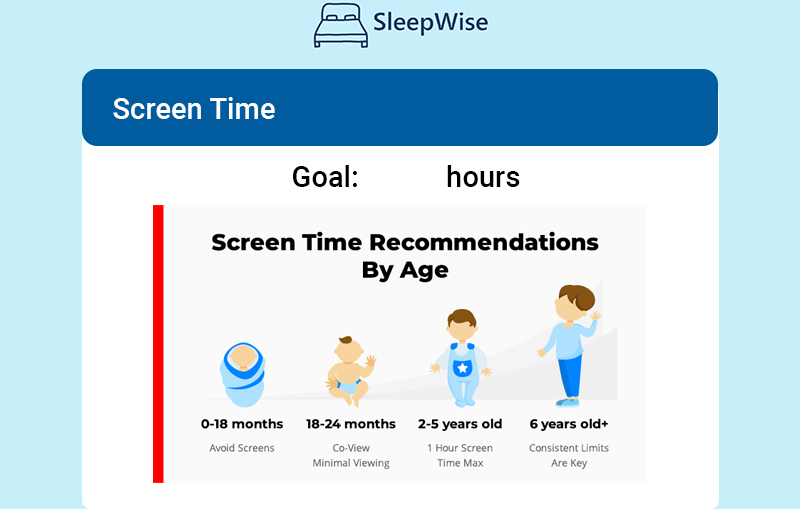 SleepWise
Screen Time
Goal: hours
Screen Time Recommendations
By Age
0-18 months
Avoid Screens
18-24 months
Co-View
Minimal Viewing
2-5 years old
1 Hour Screen
Time Max
6 years old+
Consistent Limits
Are Key